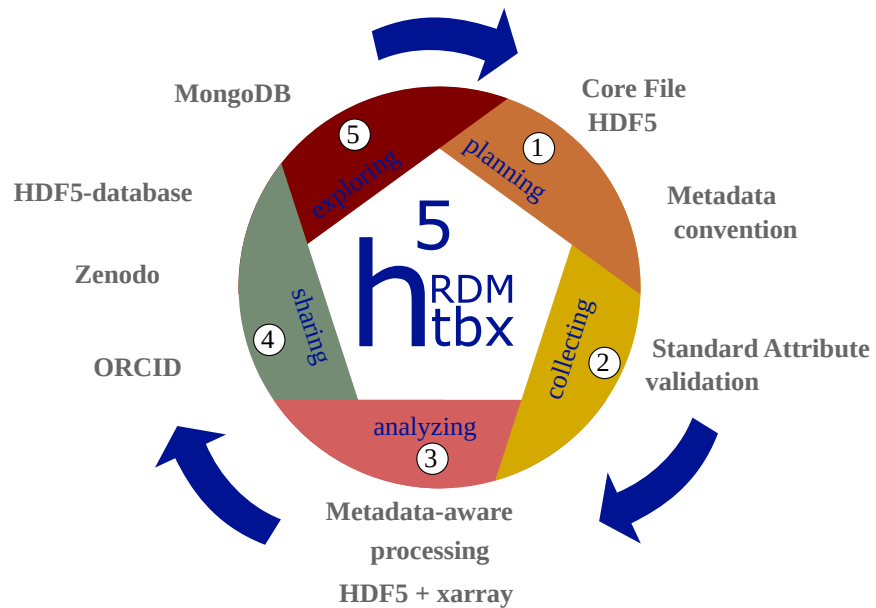 MongoDB
Core File
HDF5
5
1
exploring
planning
HDF5-database
Metadada
convention
5
h
RDM
tbx
Zenodo
sharing
collecting
4
2
ORCID
Standard Attribute
validation
analyzing
3
Metadata-aware
processing
HDF5 + xarray